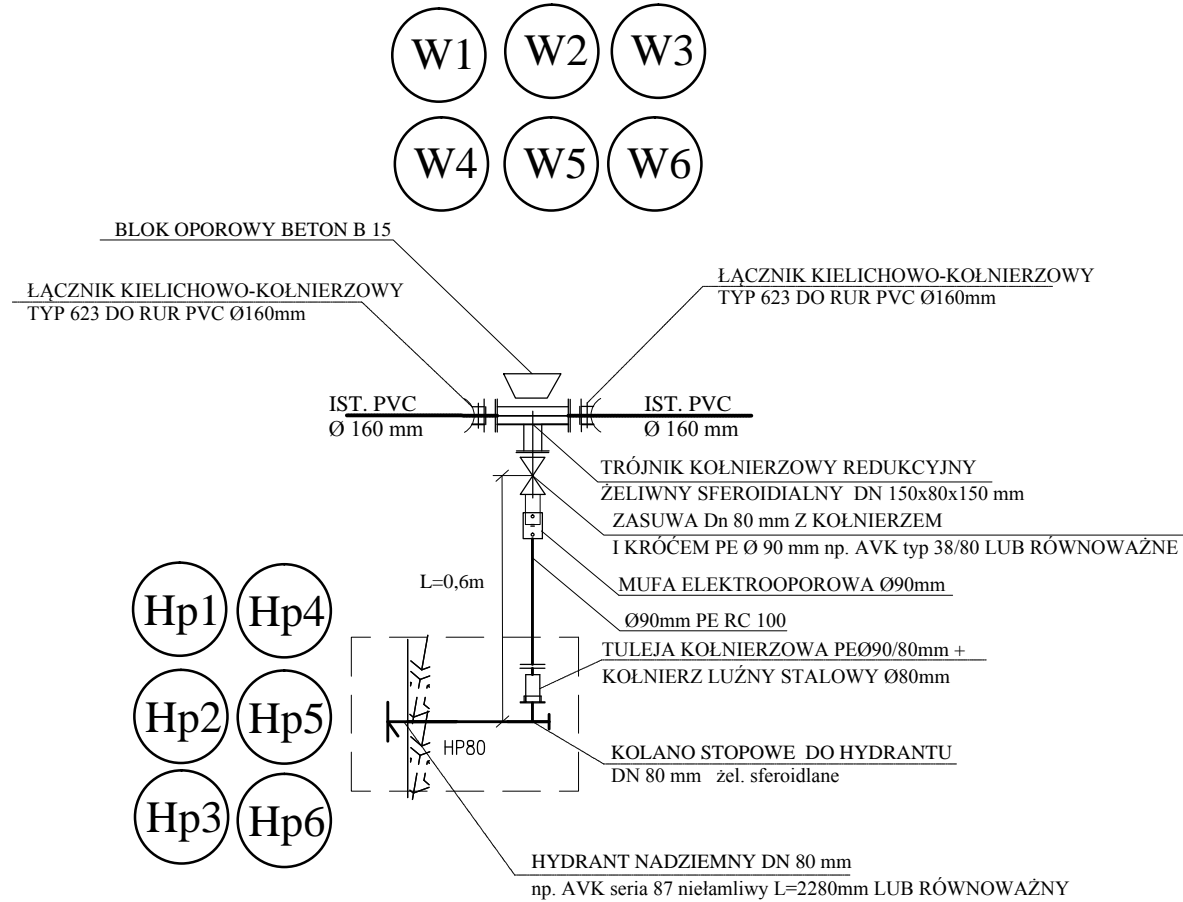 W1 W2 W3
W4 W5 W6
BLOK OPOROWY BETON B 15
ŁĄCZNIK KIELICHOWO-KOŁNIERZOWY
TYP 623 DO RUR PVC Ø160mm
ŁĄCZNIK KIELICHOWO-KOŁNIERZOWY
TYP 623 DO RUR PVC Ø160mm
IST. PVC
Ø 160 mm
IST. PVC
Ø 160 mm
TRÓJNIK KOŁNIERZOWY REDUKCYJNY
ŻELIWNY SFEROIDIALNY DN 150x80x150 mm
ZASUWA Dn 80 mm Z KOŁNIERZEM
I KRÓĆEM PE Ø 90 mm np. AVK typ 38/80 LUB RÓWNOWAŻNE
L=0,6m
MUFA ELEKTROOPOROWA Ø90mm
Ø90mm PE RC 100
TULEJA KOŁNIERZOWA PEØ90/80mm +
KOŁNIERZ LUŹNY STALOWY Ø80mm
Hp1 Hp4
Hp2 Hp5
Hp3 Hp6
HP80
KOLANO STOPOWE DO HYDRANTU
DN 80 mm żel. sferoidlane
HYDRANT NADZIEMNY DN 80 mm
np. AVK seria 87 niełamliwy L=2280mm LUB RÓWNOWAŻNY